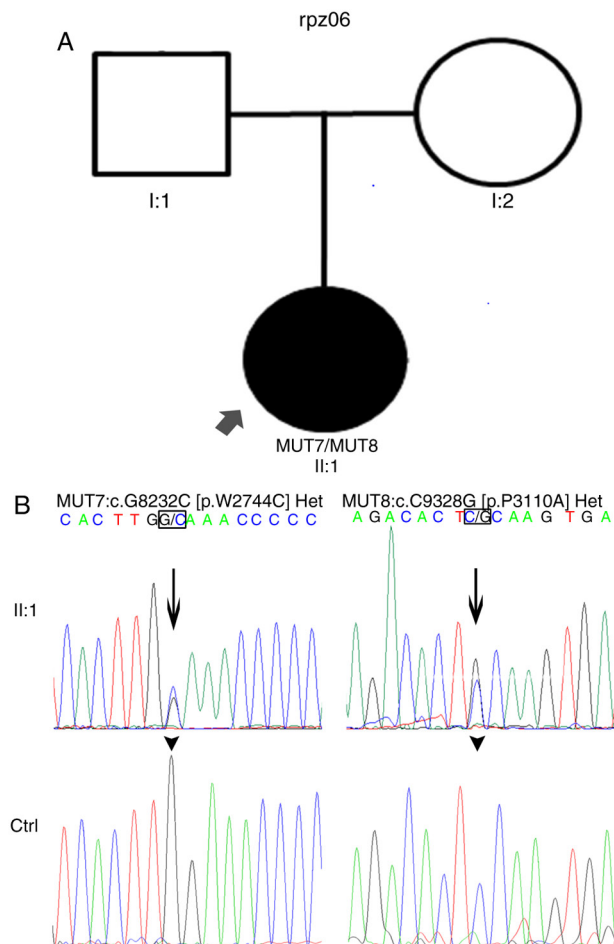 rpz06
A
I:1
I:2
MUT7/MUT8
II:1
B
MUT7:c.G8232C [p.W2744C] Het
C A C T T G G/C A A A C C C C C
MUT8:c.C9328G [p.P3110A] Het
A G A C A C T C/G C A A G T G A
II:1
Ctrl